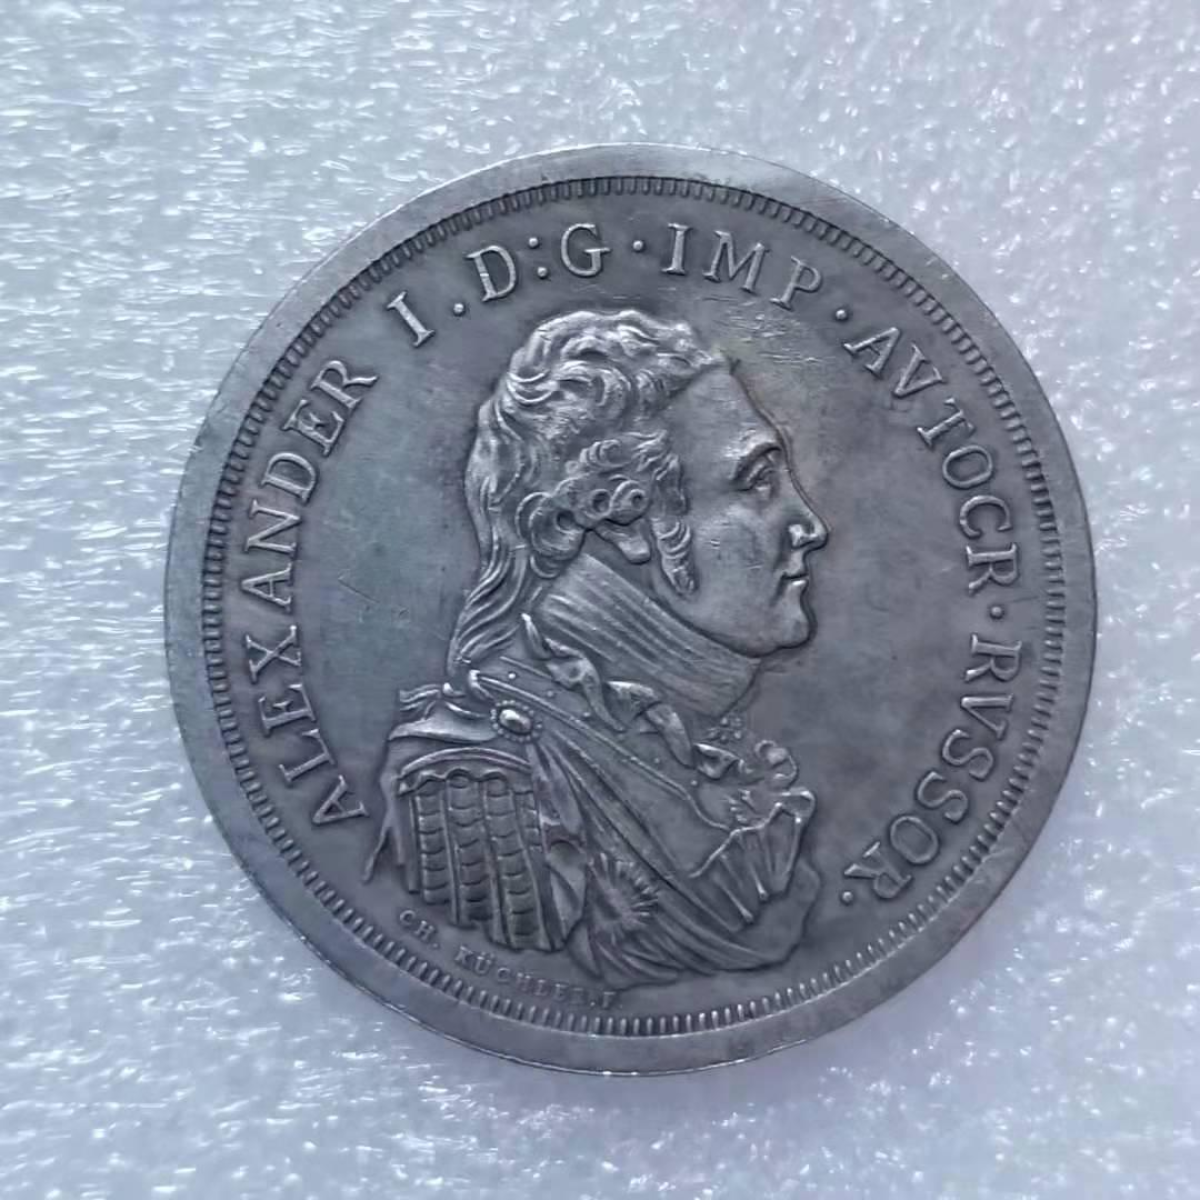 ALEXANDER I. D:G· IMP· AVTOCR· RVSSOR.
CH. KÜCHLER.F.